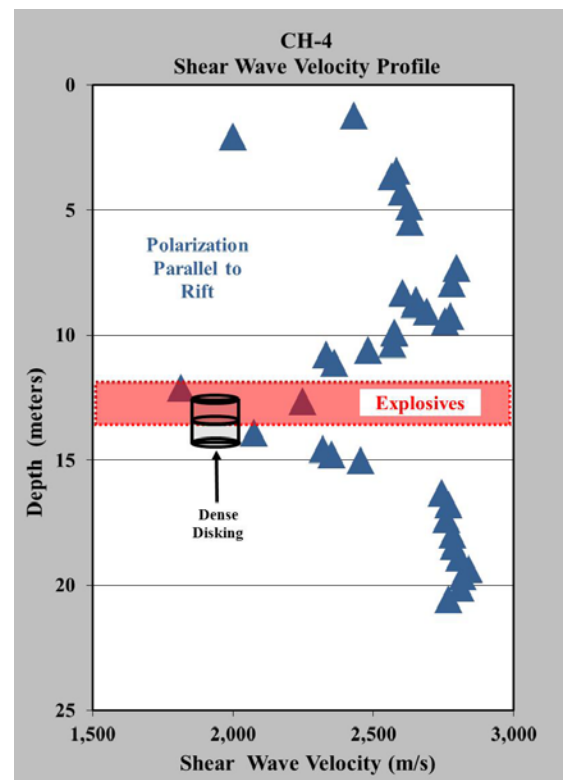 CH-4
Shear Wave Velocity Profile
0
5
10
15
20
25
Depth (meters)
Polarization
Parallel to
Rift
Explosives
Dense
Disking
1,500
2,000
2,500
3,000
Shear Wave Velocity (m/s)